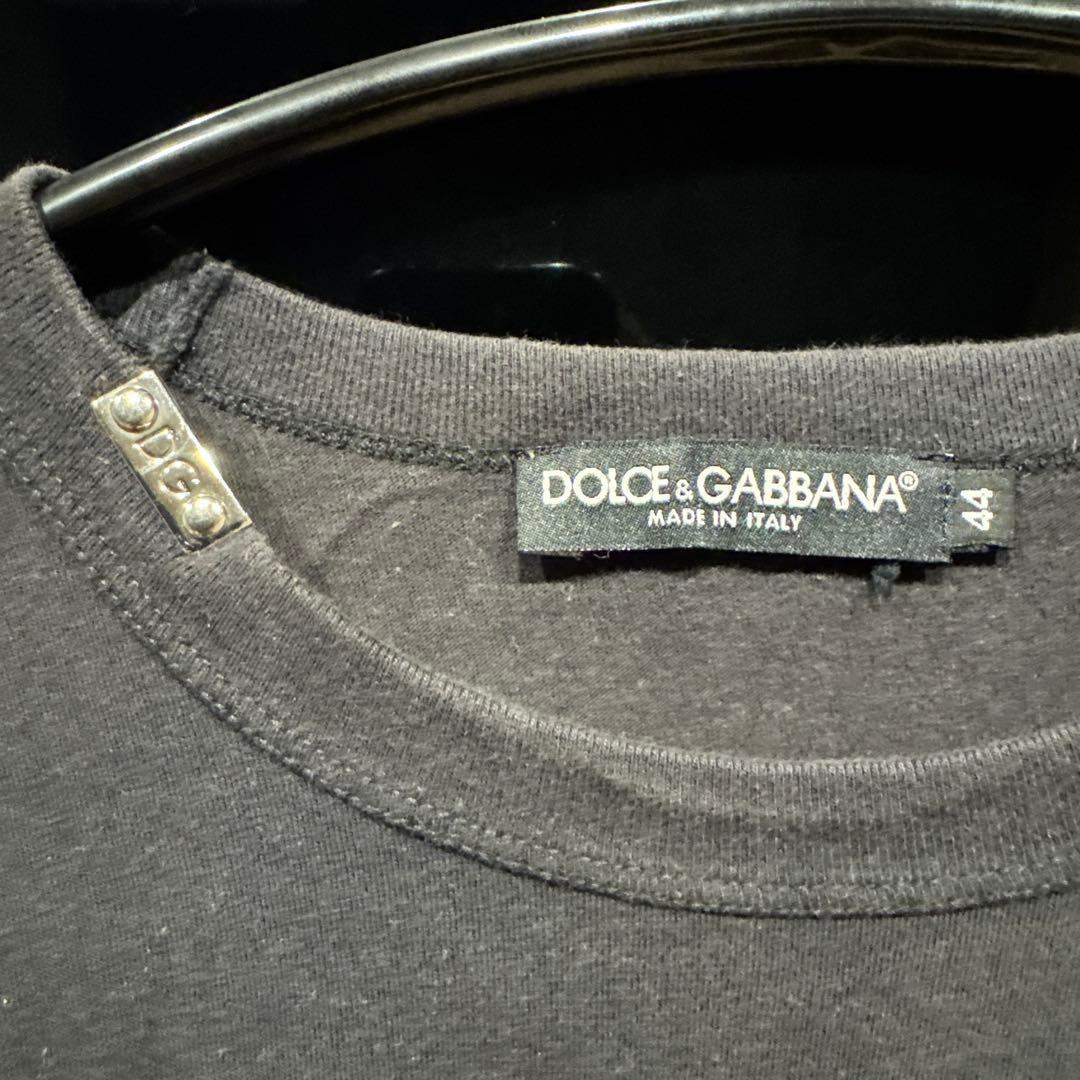 DG
DOLCE & GABBANA®
MADE IN ITALY
44